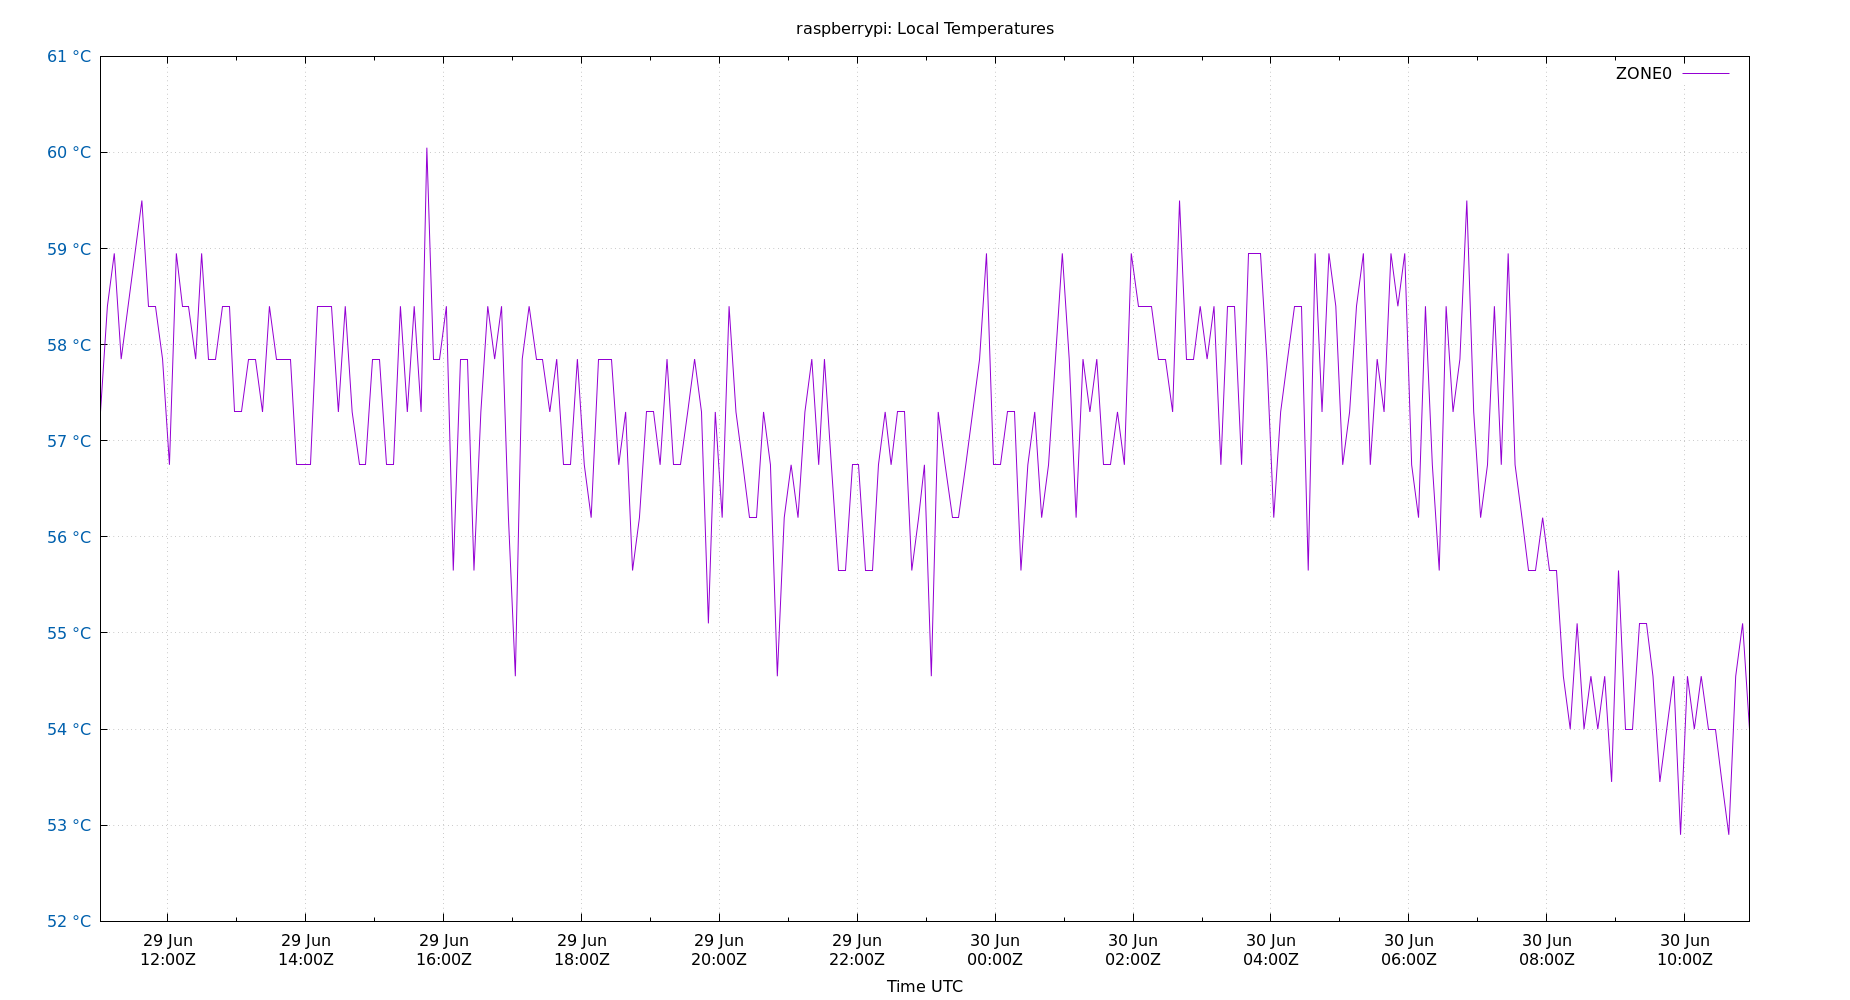 raspberrypi: Local Temperatures
ZONE0
61 °C
60 °C
59 °C
58 °C
57 °C
56 °C
55 °C
54 °C
53 °C
52 °C
29 Jun 29 Jun 29 Jun 29 Jun 29 Jun 29 Jun 30 Jun 30 Jun 30 Jun 30 Jun 30 Jun 30 Jun
12:00Z 14:00Z 16:00Z 18:00Z 20:00Z 22:00Z 00:00Z 02:00Z 04:00Z 06:00Z 08:00Z 10:00Z
Time UTC